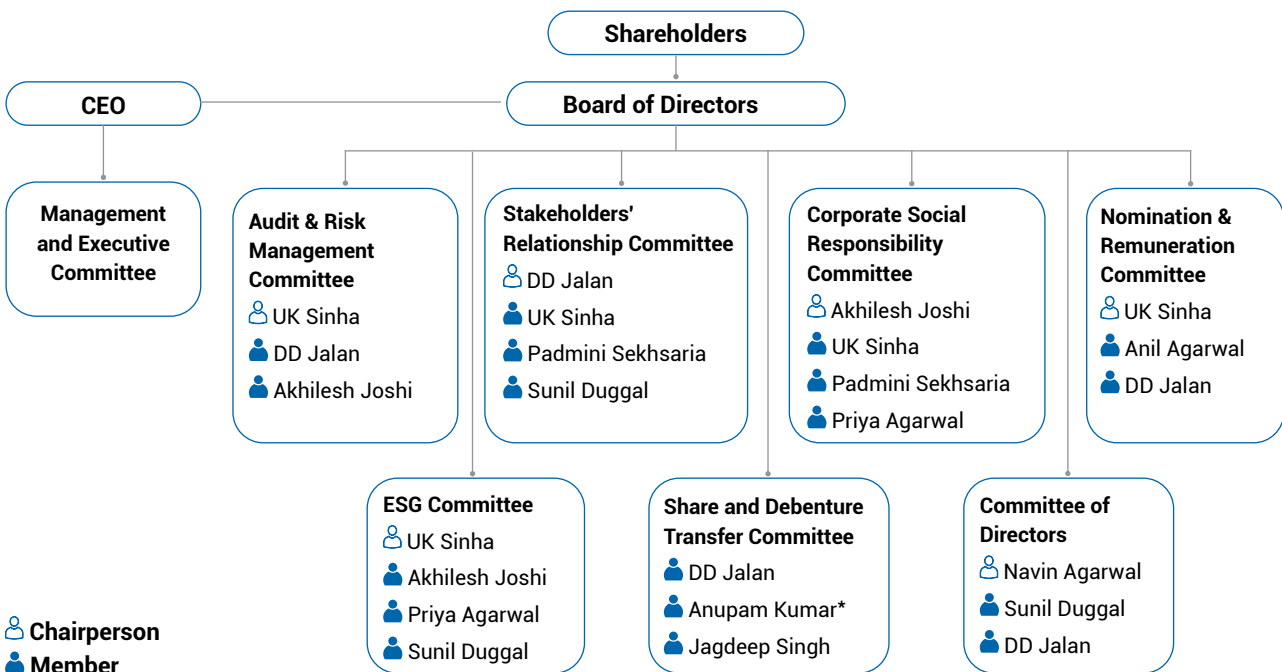 Shareholders
CEO
Board of Directors
Management
and Executive
Committee
Audit & Risk
Management
Committee
UK Sinha
DD Jalan
Akhilesh Joshi
Stakeholders'
Relationship Committee
DD Jalan
UK Sinha
Padmini Sekhsaria
Sunil Duggal
Corporate Social
Responsibility
Committee
Akhilesh Joshi
UK Sinha
Padmini Sekhsaria
Priya Agarwal
Nomination &
Remuneration
Committee
UK Sinha
Anil Agarwal
DD Jalan
ESG Committee
UK Sinha
Akhilesh Joshi
Priya Agarwal
Sunil Duggal
Share and Debenture
Transfer Committee
DD Jalan
Anupam Kumar*
Jagdeep Singh
Committee of
Directors
Navin Agarwal
Sunil Duggal
DD Jalan
Chairperson
Member